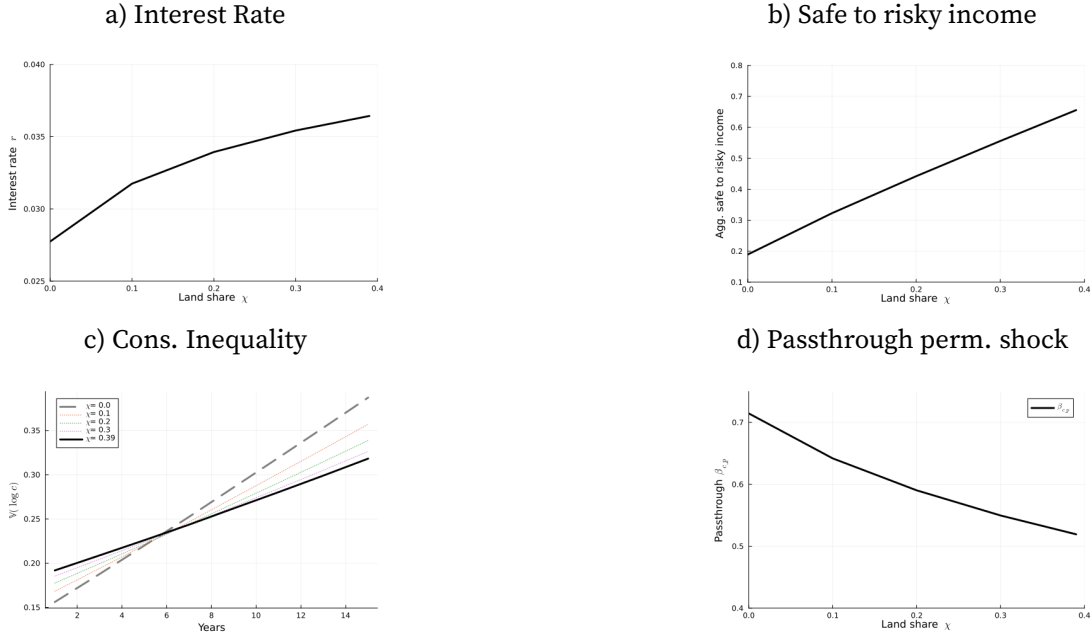 a) Interest Rate
0.040
0.035
0.030
0.025
Interest rate r
0.0 0.1 0.2 0.3 0.4
Land share χ
b) Safe to risky income
0.8
0.7
0.6
0.5
0.4
0.3
0.2
0.1
Agg. safe to risky income
0.0 0.1 0.2 0.3 0.4
Land share χ
c) Cons. Inequality
χ= 0.0
χ= 0.1
χ= 0.2
χ= 0.3
χ= 0.39
0.35
0.30
0.25
0.20
0.15
𝕍( log c)
2 4 6 8 10 12 14
Years
d) Passthrough perm. shock
β_{c,p}
0.7
0.6
0.5
0.4
Passthrough β_{c,p}
0.0 0.1 0.2 0.3 0.4
Land share χ